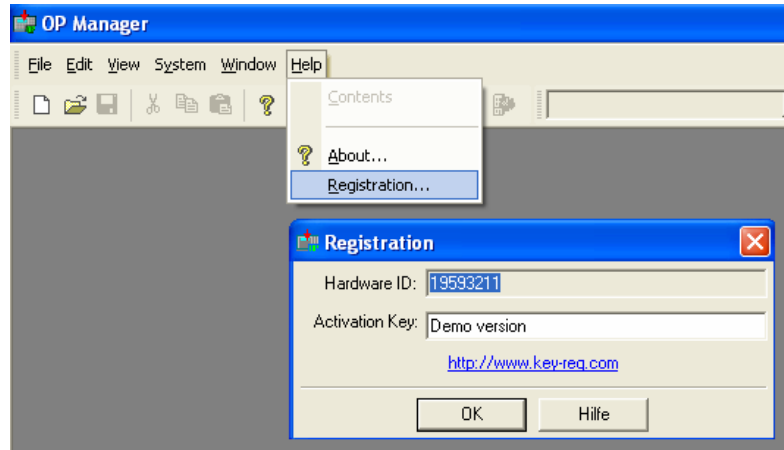 OP Manager
File Edit View System Window Help
Contents
About...
Registration...
Registration
Hardware ID: 19593211
Activation Key: Demo version
http://www.key-reg.com
OK Hilfe